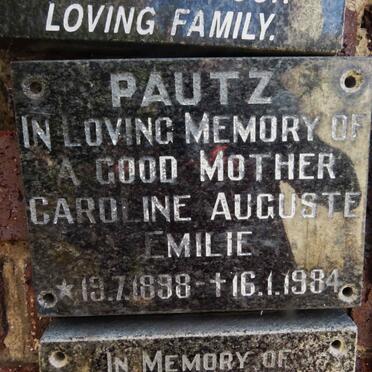 LOVING FAMILY.
PAUTZ
IN LOVING MEMORY OF
A GOOD MOTHER
CAROLINE AUGUSTE
EMILIE
★ 19.7.1898 - + 16.1.1984
IN MEMORY OF